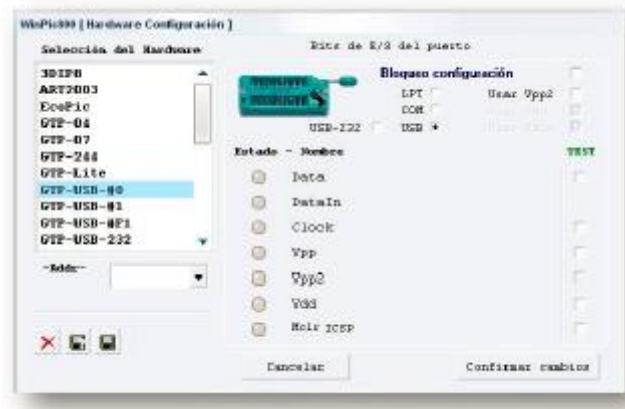 WinPic800 [ Hardware Configuración ]
Selección del Hardware
Bits de E/S del puerto
ART2003
EcoPic
GTP-04
GTP-07
GTP-244
GTP-Lite
GTP-USB-#0
GTP-USB-#1
GTP-USB-#F1
GTP-USB-232
-Addr-
Bloqueo configuración
LPT
Usar Vpp2
COM
USB-232
USB
Estado - Nombre
TEST
Data
DataIn
Clock
Vpp
Vpp2
Vdd
Mclr ICSP
Cancelar
Confirmar cambios